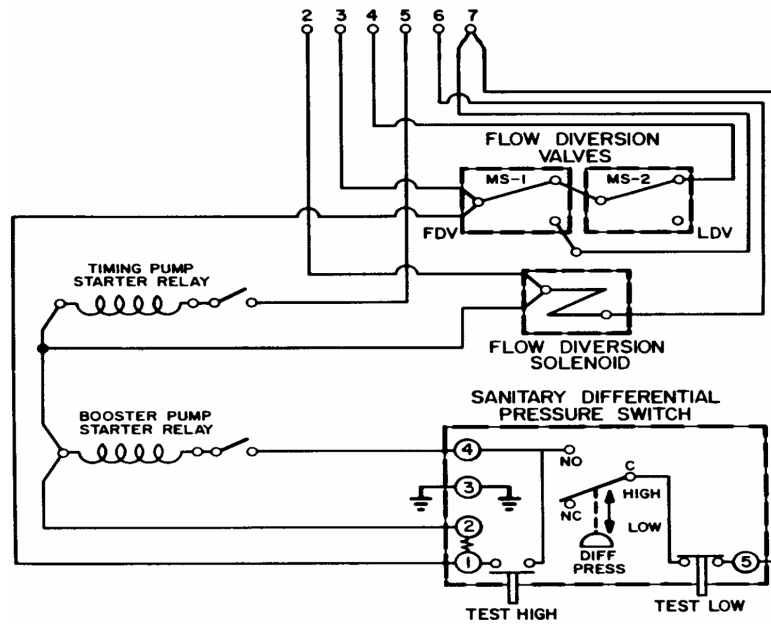 2 3 4 5 6 7
FLOW DIVERSION
VALVES
MS-1 MS-2
FDV LDV
TIMING PUMP
STARTER RELAY
FLOW DIVERSION
SOLENOID
SANITARY DIFFERENTIAL
PRESSURE SWITCH
BOOSTER PUMP
STARTER RELAY
4
NO
C
3
HIGH
NC
LOW
2
DIFF
PRESS
1
5
TEST HIGH
TEST LOW